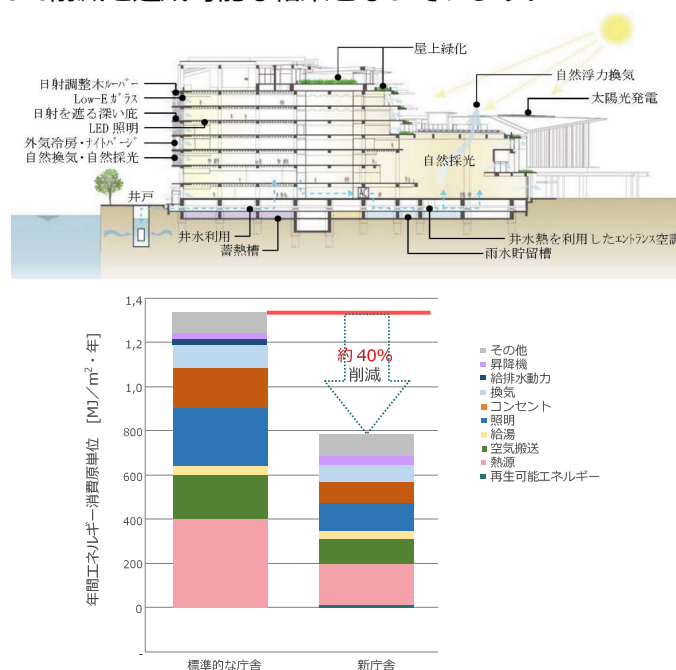 屋上緑化
自然浮力換気
太陽光発電
日射調整木ルーバー
Low-E ガラス
日射を遮る深い庇
LED 照明
外気冷房・ナイトパージ
自然換気・自然採光
自然採光
井戸
井水利用
蓄熱槽
井水熱を利用したエントランス空調
雨水貯留槽
年間エネルギー消費原単位 [MJ/m²・年]
1,4
1,2
1,0
800
600
400
200
0
-
約 40%
削減
その他
昇降機
給排水動力
換気
コンセント
照明
給湯
空気搬送
熱源
再生可能エネルギー
標準的な庁舎
新庁舎